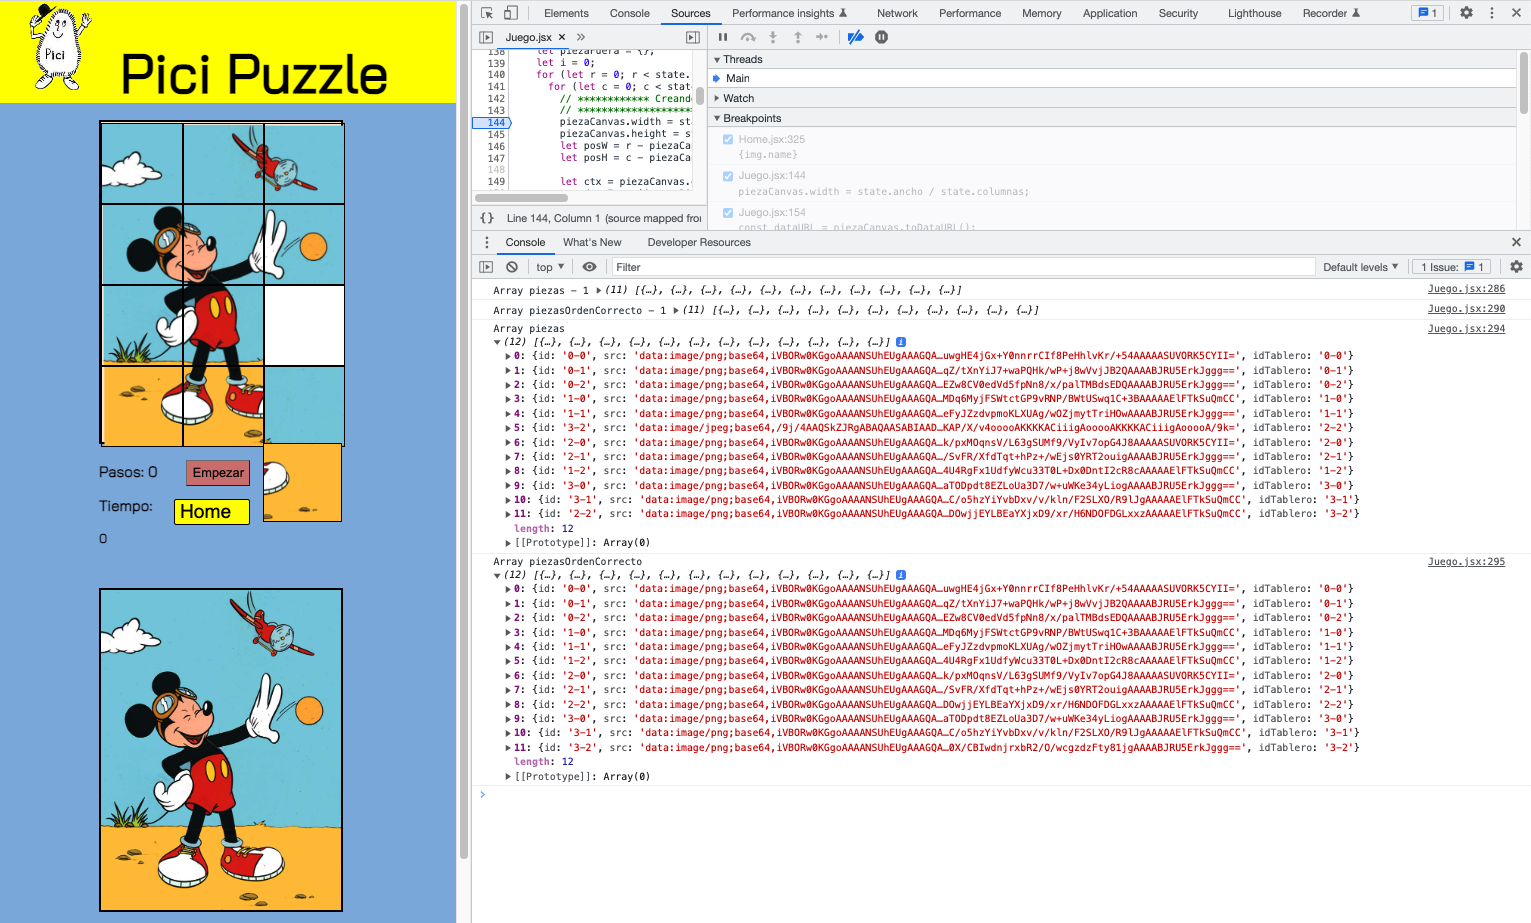 Pici
Pici Puzzle
Pasos: 0
Empezar
Tiempo:
Home
0
Elements
Console
Sources
Performance insights
Network
Performance
Memory
Application
Security
Lighthouse
Recorder
1
Juego.jsx
138 let piezaFuera = {};
139 let i = 0;
140 for (let r = 0; r < state.
141 for (let c = 0; c < stat
142 // ************ Creand
143 // *******************
144 piezaCanvas.width = st
145 piezaCanvas.height = s
146 let posW = r - piezaCa
147 let posH = c - piezaCa
148
149 let ctx = piezaCanvas.
{} Line 144, Column 1 (source mapped from
Threads
Main
Watch
Breakpoints
Home.jsx:325
{img.name}
Juego.jsx:144
piezaCanvas.width = state.ancho / state.columnas;
Juego.jsx:154
const dataURL = piezaCanvas.toDataURL();
Console
What's New
Developer Resources
top
Filter
Default levels
1 Issue: 1
Array piezas – 1 (11) [{…}, {…}, {…}, {…}, {…}, {…}, {…}, {…}, {…}, {…}, {…}] Juego.jsx:286
Array piezasOrdenCorrecto – 1 (11) [{…}, {…}, {…}, {…}, {…}, {…}, {…}, {…}, {…}, {…}, {…}] Juego.jsx:290
Array piezas Juego.jsx:294
(12) [{…}, {…}, {…}, {…}, {…}, {…}, {…}, {…}, {…}, {…}, {…}, {…}]
0: {id: '0-0', src: 'data:image/png;base64,iVBORw0KGgoAAAANSUhEUgAAAGQA…uwgHE4jGx+Y0nnrrCIf8PeHhlvKr/+54AAAAASUVORK5CYII=', idTablero: '0-0'}
1: {id: '0-1', src: 'data:image/png;base64,iVBORw0KGgoAAAANSUhEUgAAAGQA…qZ/tXnYiJ7+waPQHk/wP+j8wVvjJB2QAAAABJRU5ErkJggg==', idTablero: '0-1'}
2: {id: '0-2', src: 'data:image/png;base64,iVBORw0KGgoAAAANSUhEUgAAAGQA…EZw8CV0edVd5fpNn8/x/palTMBdsEDQAAAABJRU5ErkJggg==', idTablero: '0-2'}
3: {id: '1-0', src: 'data:image/png;base64,iVBORw0KGgoAAAANSUhEUgAAAGQA…MDq6MyjFSWtctGP9vRNP/BWtUSwq1C+3BAAAAAElFTkSuQmCC', idTablero: '1-0'}
4: {id: '1-1', src: 'data:image/png;base64,iVBORw0KGgoAAAANSUhEUgAAAGQA…eFyJZzdvpmoKLXUAg/wOZjmytTriHOwAAAABJRU5ErkJggg==', idTablero: '1-1'}
5: {id: '3-2', src: 'data:image/jpeg;base64,/9j/4AAQSkZJRgABAQAASABIAAD…KAP/X/v4ooooAKKKKACiiigAooooAKKKKACiiigAooooA/9k=', idTablero: '2-2'}
6: {id: '2-0', src: 'data:image/png;base64,iVBORw0KGgoAAAANSUhEUgAAAGQA…k/pxMOqnsV/L63gSUMf9/VyIv7opG4J8AAAAASUVORK5CYII=', idTablero: '2-0'}
7: {id: '2-1', src: 'data:image/png;base64,iVBORw0KGgoAAAANSUhEUgAAAGQA…/SvFR/XfdTqt+hPz+/wEjs0YRT2ouigAAAABJRU5ErkJggg==', idTablero: '2-1'}
8: {id: '1-2', src: 'data:image/png;base64,iVBORw0KGgoAAAANSUhEUgAAAGQA…4U4RgFx1UdfyWcu33T0L+Dx0DntI2cR8cAAAAAElFTkSuQmCC', idTablero: '1-2'}
9: {id: '3-0', src: 'data:image/png;base64,iVBORw0KGgoAAAANSUhEUgAAAGQA…aTODpdt8EZLoUa3D7/w+uWKe34yLiogAAAABJRU5ErkJggg==', idTablero: '3-0'}
10: {id: '3-1', src: 'data:image/png;base64,iVBORw0KGgoAAAANSUhEUgAAAGQA…C/o5hzYiYvbDxv/v/kln/F2SLXO/R9lJgAAAAAElFTkSuQmCC', idTablero: '3-1'}
11: {id: '2-2', src: 'data:image/png;base64,iVBORw0KGgoAAAANSUhEUgAAAGQA…DOwjjEYLBEaYXjxD9/xr/H6NDOFDGLxxzAAAAAElFTkSuQmCC', idTablero: '3-2'}
length: 12
[[Prototype]]: Array(0)
Array piezasOrdenCorrecto Juego.jsx:295
(12) [{…}, {…}, {…}, {…}, {…}, {…}, {…}, {…}, {…}, {…}, {…}, {…}]
0: {id: '0-0', src: 'data:image/png;base64,iVBORw0KGgoAAAANSUhEUgAAAGQA…uwgHE4jGx+Y0nnrrCIf8PeHhlvKr/+54AAAAASUVORK5CYII=', idTablero: '0-0'}
1: {id: '0-1', src: 'data:image/png;base64,iVBORw0KGgoAAAANSUhEUgAAAGQA…qZ/tXnYiJ7+waPQHk/wP+j8wVvjJB2QAAAABJRU5ErkJggg==', idTablero: '0-1'}
2: {id: '0-2', src: 'data:image/png;base64,iVBORw0KGgoAAAANSUhEUgAAAGQA…EZw8CV0edVd5fpNn8/x/palTMBdsEDQAAAABJRU5ErkJggg==', idTablero: '0-2'}
3: {id: '1-0', src: 'data:image/png;base64,iVBORw0KGgoAAAANSUhEUgAAAGQA…MDq6MyjFSWtctGP9vRNP/BWtUSwq1C+3BAAAAAElFTkSuQmCC', idTablero: '1-0'}
4: {id: '1-1', src: 'data:image/png;base64,iVBORw0KGgoAAAANSUhEUgAAAGQA…eFyJZzdvpmoKLXUAg/wOZjmytTriHOwAAAABJRU5ErkJggg==', idTablero: '1-1'}
5: {id: '1-2', src: 'data:image/png;base64,iVBORw0KGgoAAAANSUhEUgAAAGQA…4U4RgFx1UdfyWcu33T0L+Dx0DntI2cR8cAAAAAElFTkSuQmCC', idTablero: '1-2'}
6: {id: '2-0', src: 'data:image/png;base64,iVBORw0KGgoAAAANSUhEUgAAAGQA…k/pxMOqnsV/L63gSUMf9/VyIv7opG4J8AAAAASUVORK5CYII=', idTablero: '2-0'}
7: {id: '2-1', src: 'data:image/png;base64,iVBORw0KGgoAAAANSUhEUgAAAGQA…/SvFR/XfdTqt+hPz+/wEjs0YRT2ouigAAAABJRU5ErkJggg==', idTablero: '2-1'}
8: {id: '2-2', src: 'data:image/png;base64,iVBORw0KGgoAAAANSUhEUgAAAGQA…DOwjjEYLBEaYXjxD9/xr/H6NDOFDGLxxzAAAAAElFTkSuQmCC', idTablero: '2-2'}
9: {id: '3-0', src: 'data:image/png;base64,iVBORw0KGgoAAAANSUhEUgAAAGQA…aTODpdt8EZLoUa3D7/w+uWKe34yLiogAAAABJRU5ErkJggg==', idTablero: '3-0'}
10: {id: '3-1', src: 'data:image/png;base64,iVBORw0KGgoAAAANSUhEUgAAAGQA…C/o5hzYiYvbDxv/v/kln/F2SLXO/R9lJgAAAAAElFTkSuQmCC', idTablero: '3-1'}
11: {id: '3-2', src: 'data:image/png;base64,iVBORw0KGgoAAAANSUhEUgAAAGQA…0X/CBIwdnjrxbR2/O/wcgzdzFty81jgAAAABJRU5ErkJggg==', idTablero: '3-2'}
length: 12
[[Prototype]]: Array(0)